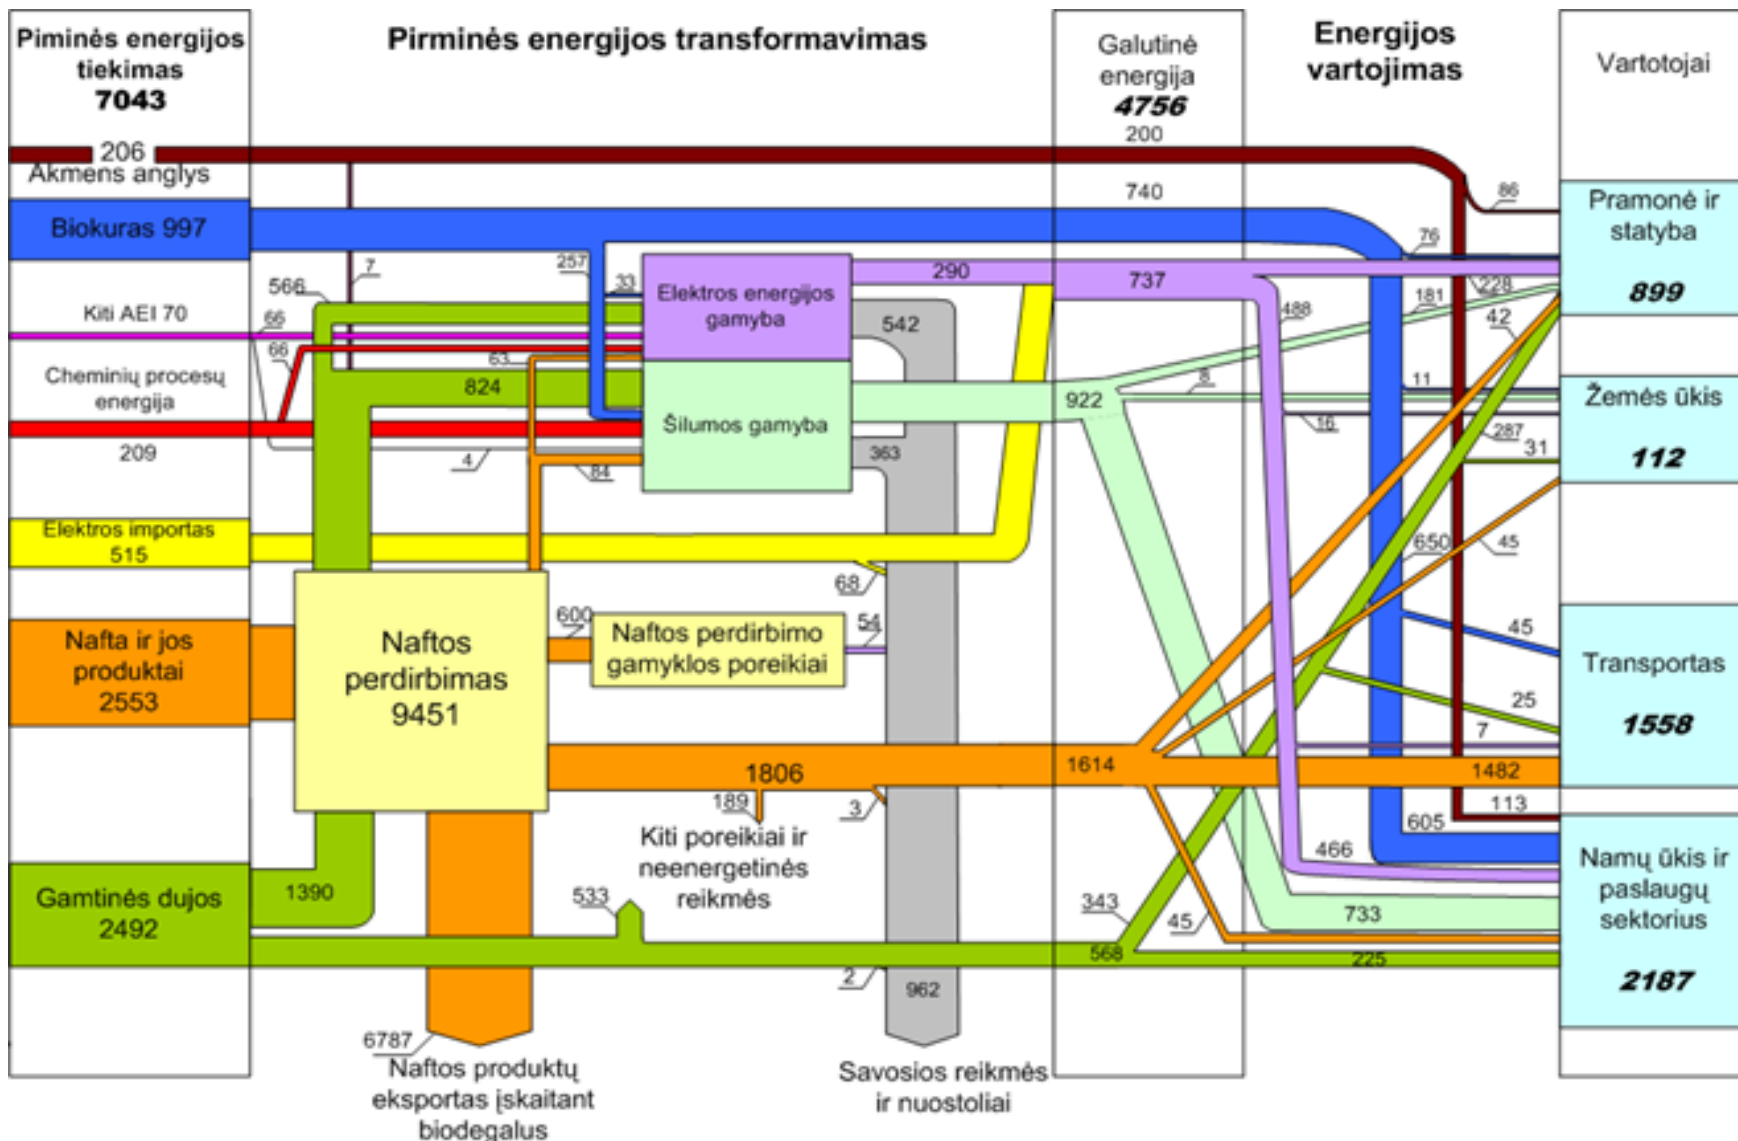 Piminės energijos
tiekimas
7043
Pirminės energijos transformavimas
Galutinė
energija
4756
Energijos
vartojimas
Vartotojai
200
206
Akmens anglys
740
86
Biokuras 997
Pramonė ir
statyba
899
76
257
7
33
566
Elektros energijos
gamyba
290
737
228
181
488
42
Kiti AEI 70
66
66
542
63
Cheminių procesų
energija
824
209
4
84
Šilumos gamyba
363
922
8
11
16
287
31
Žemės ūkis
112
Elektros importas
515
68
650
45
Nafta ir jos
produktai
2553
Naftos
perdirbimas
9451
600
Naftos perdirbimo
gamyklos poreikiai
54
45
Transportas
1558
25
7
1806
1614
1482
189
3
Kiti poreikiai ir
neenergetinės
reikmės
113
605
466
Namų ūkis ir
paslaugų
sektorius
2187
Gamtinės dujos
2492
1390
533
343
45
733
568
225
2
962
6787
Naftos produktų
eksportas įskaitant
biodegalus
Savosios reikmės
ir nuostoliai